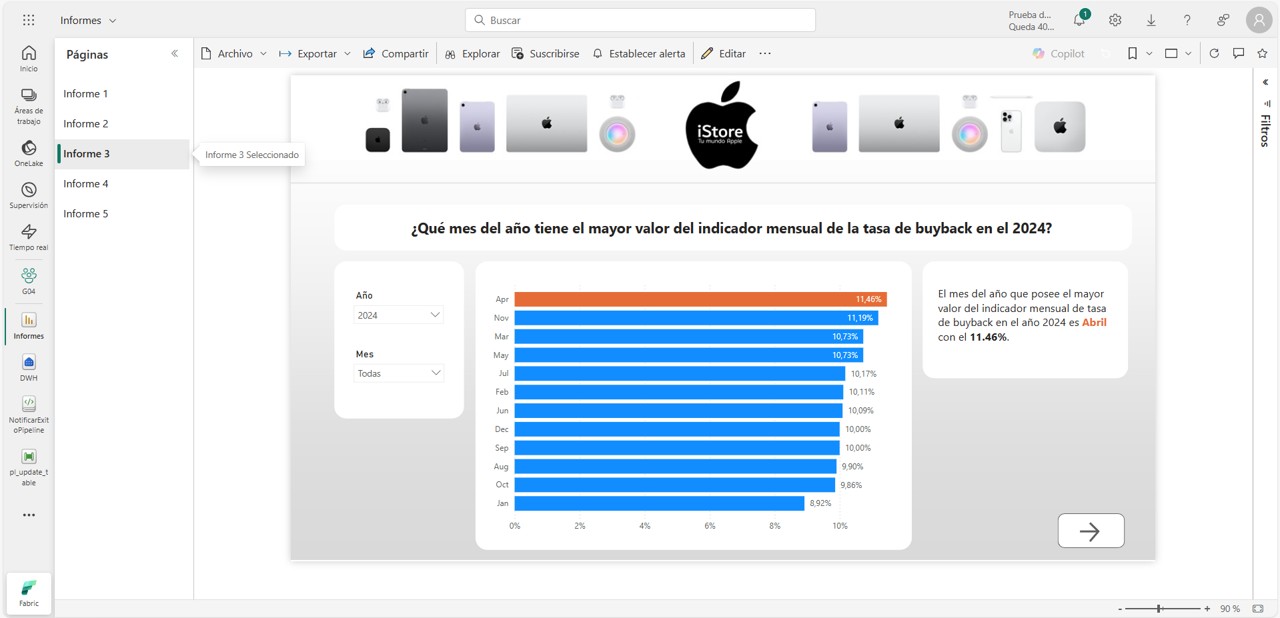 Informes
Buscar
Prueba d...
Queda 40...
1
Inicio
Áreas de
trabajo
OneLake
Supervisión
Tiempo real
G04
Informes
DWH
NotificarExit
oPipeline
pl_update_t
able
Fabric
Páginas
Informe 1
Informe 2
Informe 3
Informe 4
Informe 5
Informe 3 Seleccionado
Archivo
Exportar
Compartir
Explorar
Suscribirse
Establecer alerta
Editar
Copilot
Filtros
iStore
Tu mundo Apple
¿Qué mes del año tiene el mayor valor del indicador mensual de la tasa de buyback en el 2024?
Año
2024
Mes
Todas
Apr 11,46%
Nov 11,19%
Mar 10,73%
May 10,73%
Jul 10,17%
Feb 10,11%
Jun 10,09%
Dec 10,00%
Sep 10,00%
Aug 9,90%
Oct 9,86%
Jan 8,92%
0% 2% 4% 6% 8% 10%
El mes del año que posee el mayor
valor del indicador mensual de tasa
de buyback en el año 2024 es Abril
con el 11.46%.
- + 90 %